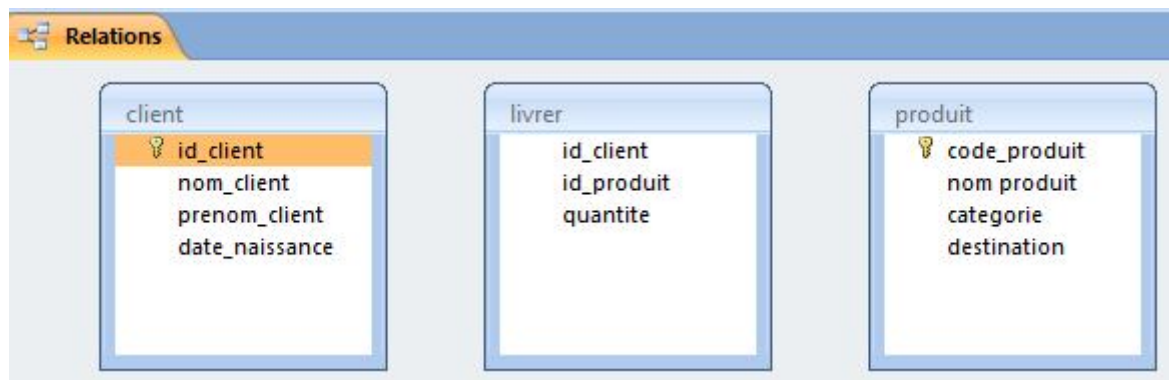 Relations
client
id_client
nom_client
prenom_client
date_naissance
livrer
id_client
id_produit
quantite
produit
code_produit
nom produit
categorie
destination